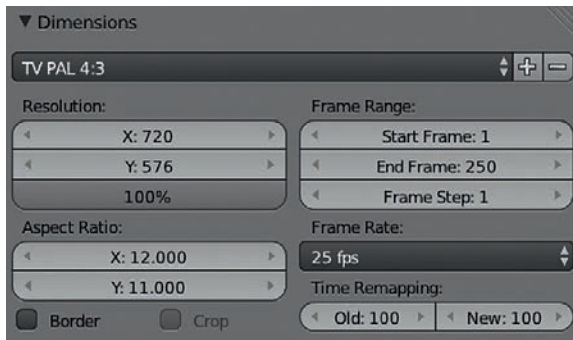 Dimensions
TV PAL 4:3
Resolution:
X: 720
Y: 576
100%
Aspect Ratio:
X: 12.000
Y: 11.000
Border
Crop
Frame Range:
Start Frame: 1
End Frame: 250
Frame Step: 1
Frame Rate:
25 fps
Time Remapping:
Old: 100
New: 100